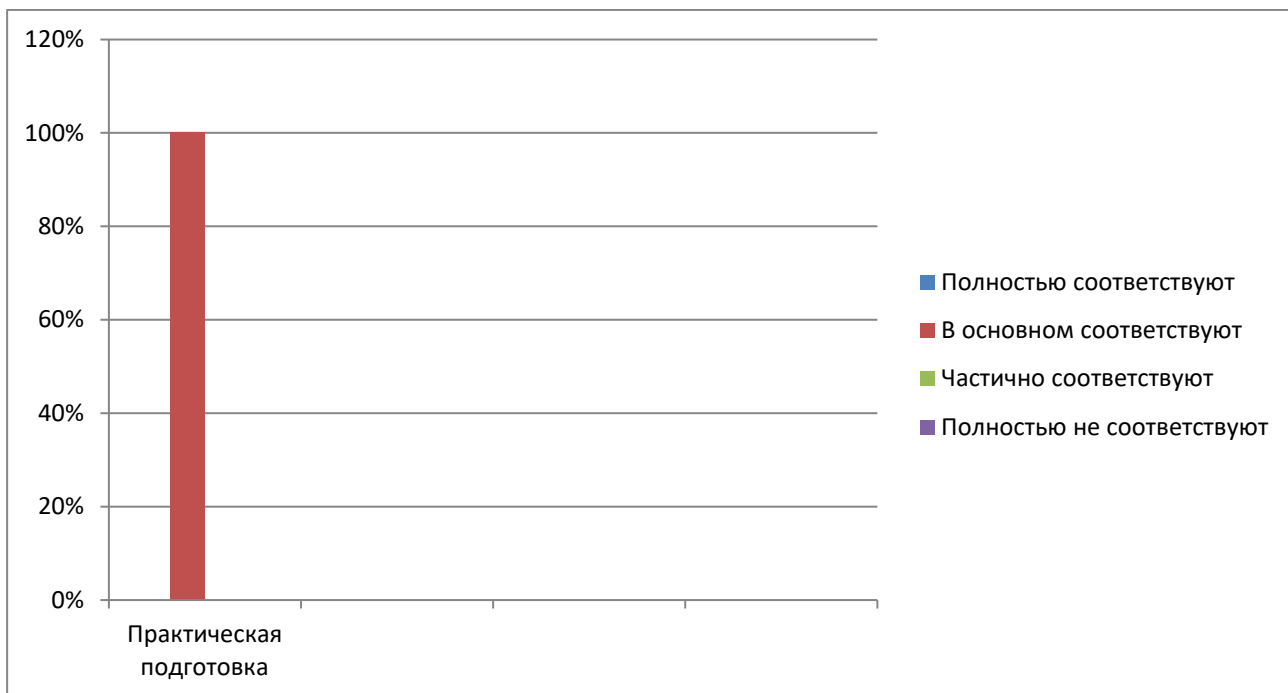 120%
100%
80%
60%
40%
20%
0%
Практическая
подготовка
Полностью соответствуют
В основном соответствуют
Частично соответствуют
Полностью не соответствуют